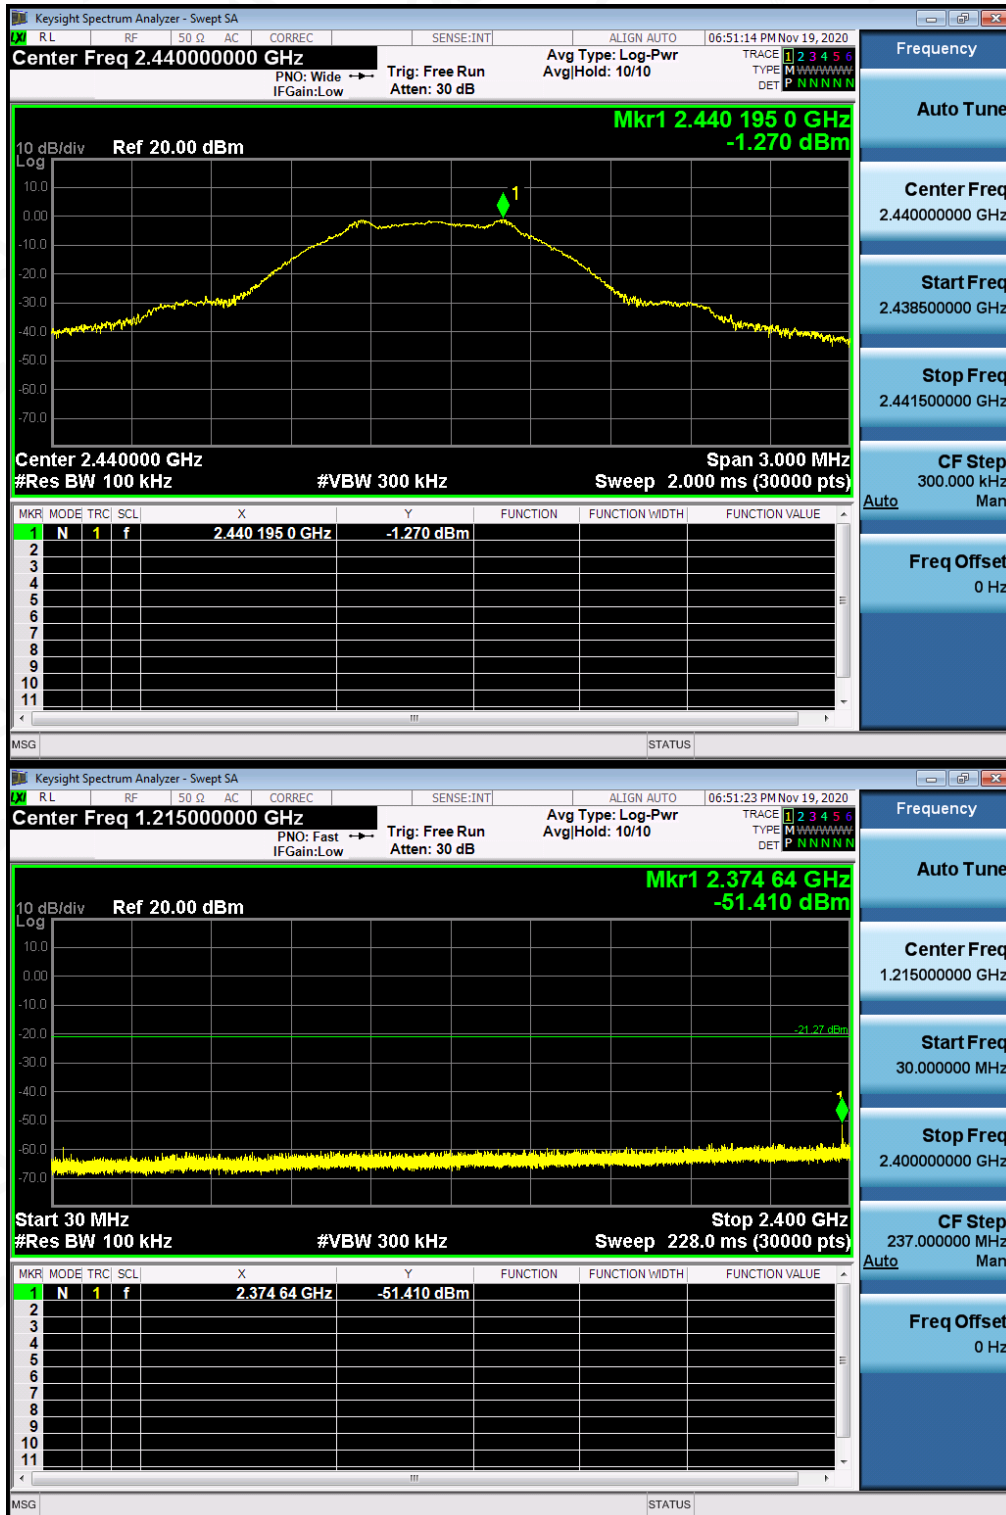 Keysight Spectrum Analyzer - Swept SA
LXI RL RF 50 Ω AC CORREC SENSE:INT ALIGN AUTO 06:51:14 PM Nov 19, 2020
Center Freq 2.440000000 GHz
PNO: Wide
IFGain:Low
Trig: Free Run
Atten: 30 dB
Avg Type: Log-Pwr
Avg|Hold: 10/10
TRACE 1 2 3 4 5 6
TYPE M WWWWW
DET P N N N N N
Mkr1 2.440 195 0 GHz
-1.270 dBm
10 dB/div Ref 20.00 dBm
Log
10.0
0.00
-10.0
-20.0
-30.0
-40.0
-50.0
-60.0
-70.0
1
Center 2.440000 GHz Span 3.000 MHz
#Res BW 100 kHz #VBW 300 kHz Sweep 2.000 ms (30000 pts)
MKR MODE TRC SCL X Y FUNCTION FUNCTION WIDTH FUNCTION VALUE
1 N 1 f 2.440 195 0 GHz -1.270 dBm
2
3
4
5
6
7
8
9
10
11
MSG STATUS
Frequency
Auto Tune
Center Freq
2.440000000 GHz
Start Freq
2.438500000 GHz
Stop Freq
2.441500000 GHz
CF Step
300.000 kHz
Auto Man
Freq Offset
0 Hz
Keysight Spectrum Analyzer - Swept SA
LXI RL RF 50 Ω AC CORREC SENSE:INT ALIGN AUTO 06:51:23 PM Nov 19, 2020
Center Freq 1.215000000 GHz
PNO: Fast
IFGain:Low
Trig: Free Run
Atten: 30 dB
Avg Type: Log-Pwr
Avg|Hold: 10/10
TRACE 1 2 3 4 5 6
TYPE M WWWWW
DET P N N N N N
Mkr1 2.374 64 GHz
-51.410 dBm
10 dB/div Ref 20.00 dBm
Log
10.0
0.00
-10.0
-20.0
-30.0
-40.0
-50.0
-60.0
-70.0
-21.27 dBm
1
Start 30 MHz Stop 2.400 GHz
#Res BW 100 kHz #VBW 300 kHz Sweep 228.0 ms (30000 pts)
MKR MODE TRC SCL X Y FUNCTION FUNCTION WIDTH FUNCTION VALUE
1 N 1 f 2.374 64 GHz -51.410 dBm
2
3
4
5
6
7
8
9
10
11
MSG STATUS
Frequency
Auto Tune
Center Freq
1.215000000 GHz
Start Freq
30.000000 MHz
Stop Freq
2.400000000 GHz
CF Step
237.000000 MHz
Auto Man
Freq Offset
0 Hz